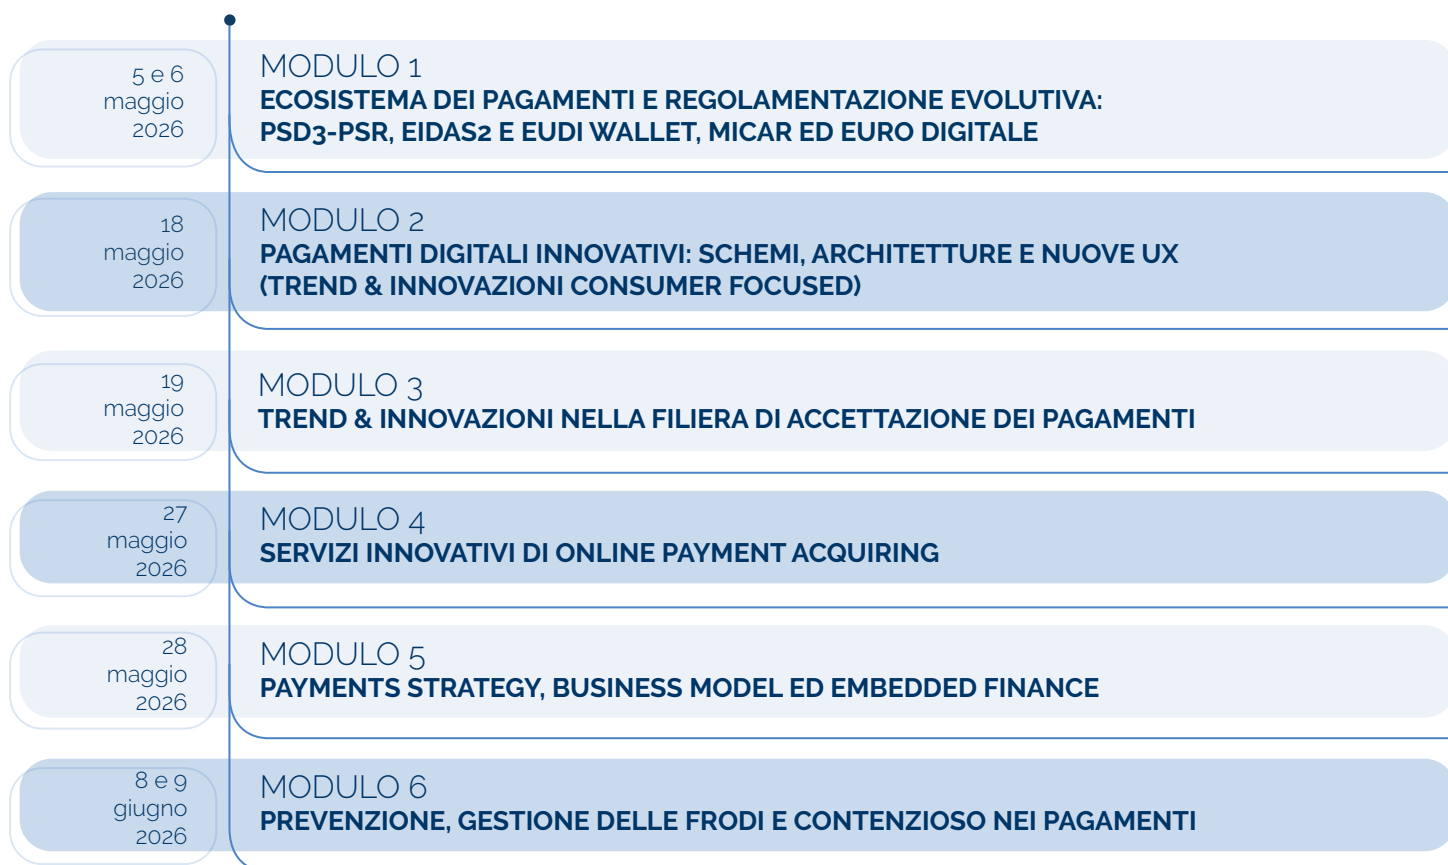 5 e 6
maggio
2026
MODULO 1
ECOSISTEMA DEI PAGAMENTI E REGOLAMENTAZIONE EVOLUTIVA:
PSD3-PSR, EIDAS2 E EUDI WALLET, MICAR ED EURO DIGITALE
18
maggio
2026
MODULO 2
PAGAMENTI DIGITALI INNOVATIVI: SCHEMI, ARCHITETTURE E NUOVE UX
(TREND & INNOVAZIONI CONSUMER FOCUSED)
19
maggio
2026
MODULO 3
TREND & INNOVAZIONI NELLA FILIERA DI ACCETTAZIONE DEI PAGAMENTI
27
maggio
2026
MODULO 4
SERVIZI INNOVATIVI DI ONLINE PAYMENT ACQUIRING
28
maggio
2026
MODULO 5
PAYMENTS STRATEGY, BUSINESS MODEL ED EMBEDDED FINANCE
8 e 9
giugno
2026
MODULO 6
PREVENZIONE, GESTIONE DELLE FRODI E CONTENZIOSO NEI PAGAMENTI